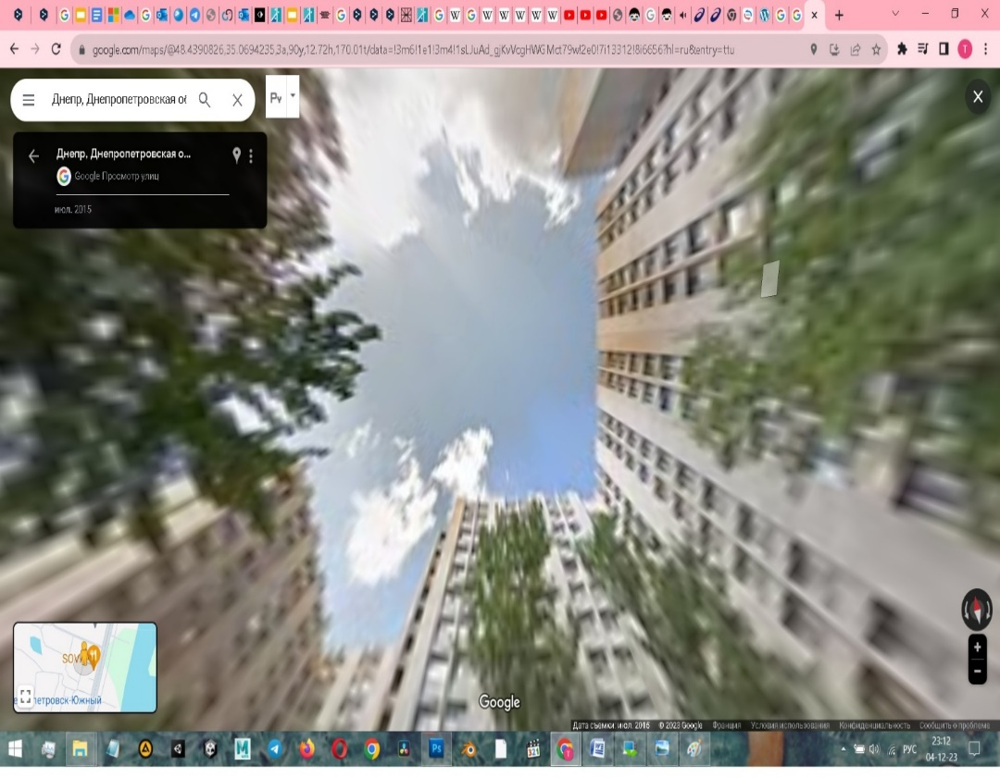 google.com/maps/@48.4390826,35.0694235,3a,90y,12.72h,170.01t/data=!3m6!1e1!3m4!1sLJuAd_gjKvVcgHWGMct79w!2e0!7i13312!8i6656?hl=ru&entry=ttu
Днепр, Днепропетровская об
Ру
Днепр, Днепропетровская о...
Google Просмотр улиц
июл. 2015
SOV
петровск-Южный
Google
Дата съемки: июл. 2015 © 2023 Google Франция Условия использования Конфиденциальность Сообщить о проблеме
РУС
23:12
04-12-23